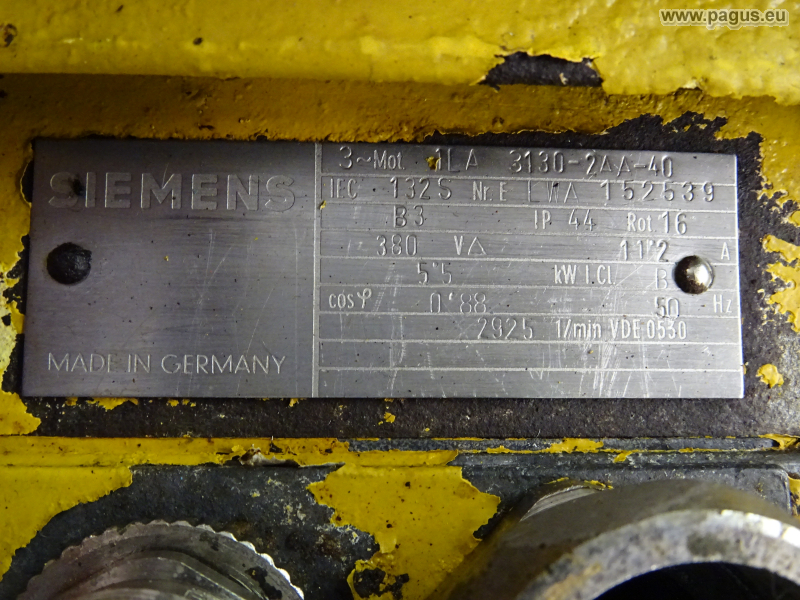 www.pagus.eu
SIEMENS
MADE IN GERMANY
3~Mot. 1LA 3130-2AA-40
IEC 132S Nr.E EWA 152539
B3 IP 44 Rot. 16
380 V△ 11'2 A
5'5 kW I.Cl. B
cosφ 0'88 50 Hz
2925 1/min VDE 0530